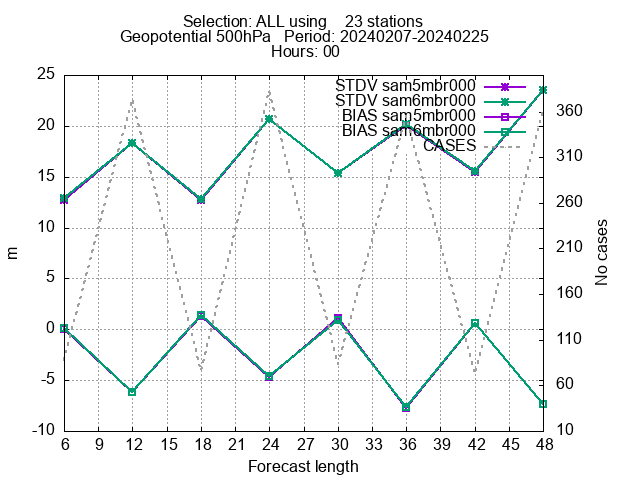 Selection: ALL using    23 stations
Geopotential 500hPa   Period: 20240207-20240225
Hours: 00
STDV sam5mbr000
STDV sam6mbr000
BIAS sam5mbr000
BIAS sam6mbr000
CASES
25
20
15
10
5
0
-5
-10
m
360
310
260
210
160
110
60
10
No cases
6 9 12 15 18 21 24 27 30 33 36 39 42 45 48
Forecast length